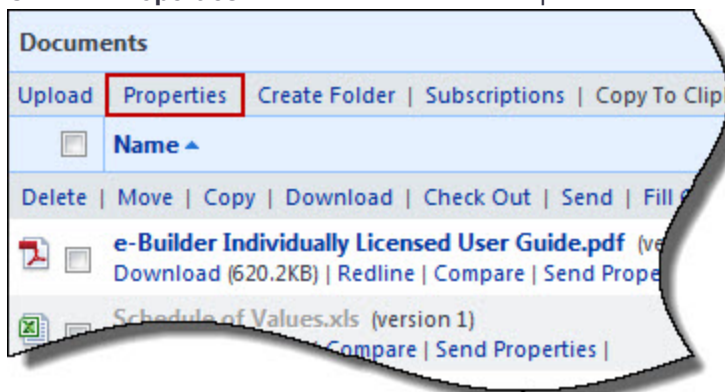 Documents
Upload Properties Create Folder | Subscriptions | Copy To Clip
Name
Delete | Move | Copy | Download | Check Out | Send | Fill
e-Builder Individually Licensed User Guide.pdf
Download (620.2KB) | Redline | Compare | Send Prope
Schedule of Values.xls (version 1)
Compare | Send Properties |